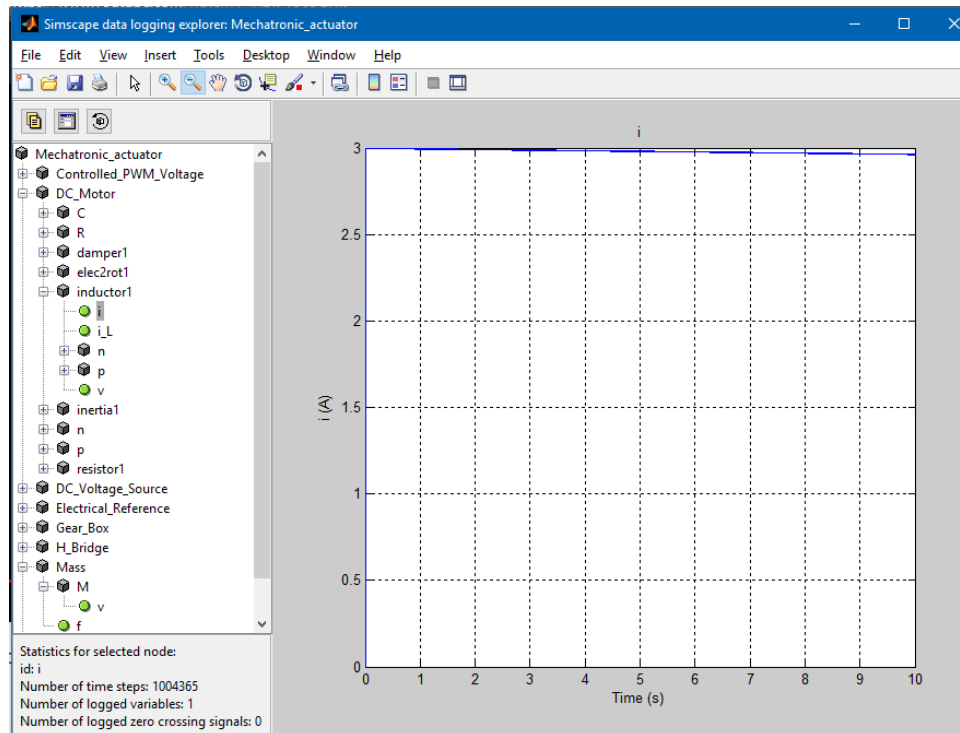 Simscape data logging explorer: Mechatronic_actuator
File Edit View Insert Tools Desktop Window Help
Mechatronic_actuator
Controlled_PWM_Voltage
DC_Motor
C
R
damper1
elec2rot1
inductor1
i
i_L
n
p
v
inertia1
n
p
resistor1
DC_Voltage_Source
Electrical_Reference
Gear_Box
H_Bridge
Mass
M
v
f
Statistics for selected node:
id: i
Number of time steps: 1004365
Number of logged variables: 1
Number of logged zero crossing signals: 0
i
3
2.5
2
1.5
1
0.5
0
i (A)
0 1 2 3 4 5 6 7 8 9 10
Time (s)